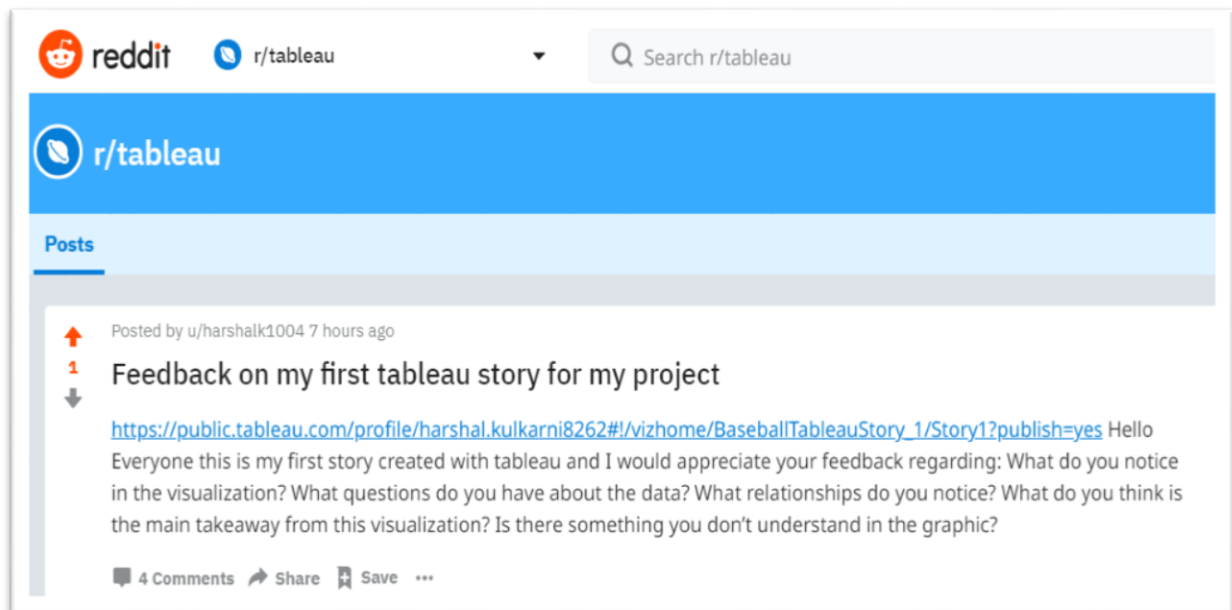 reddit r/tableau Search r/tableau
r/tableau
Posts
Posted by u/harshalk1004 7 hours ago
1
Feedback on my first tableau story for my project
https://public.tableau.com/profile/harshal.kulkarni8262#!/vizhome/BaseballTableauStory_1/Story1?publish=yes Hello
Everyone this is my first story created with tableau and I would appreciate your feedback regarding: What do you notice
in the visualization? What questions do you have about the data? What relationships do you notice? What do you think is
the main takeaway from this visualization? Is there something you don’t understand in the graphic?
4 Comments Share Save ···